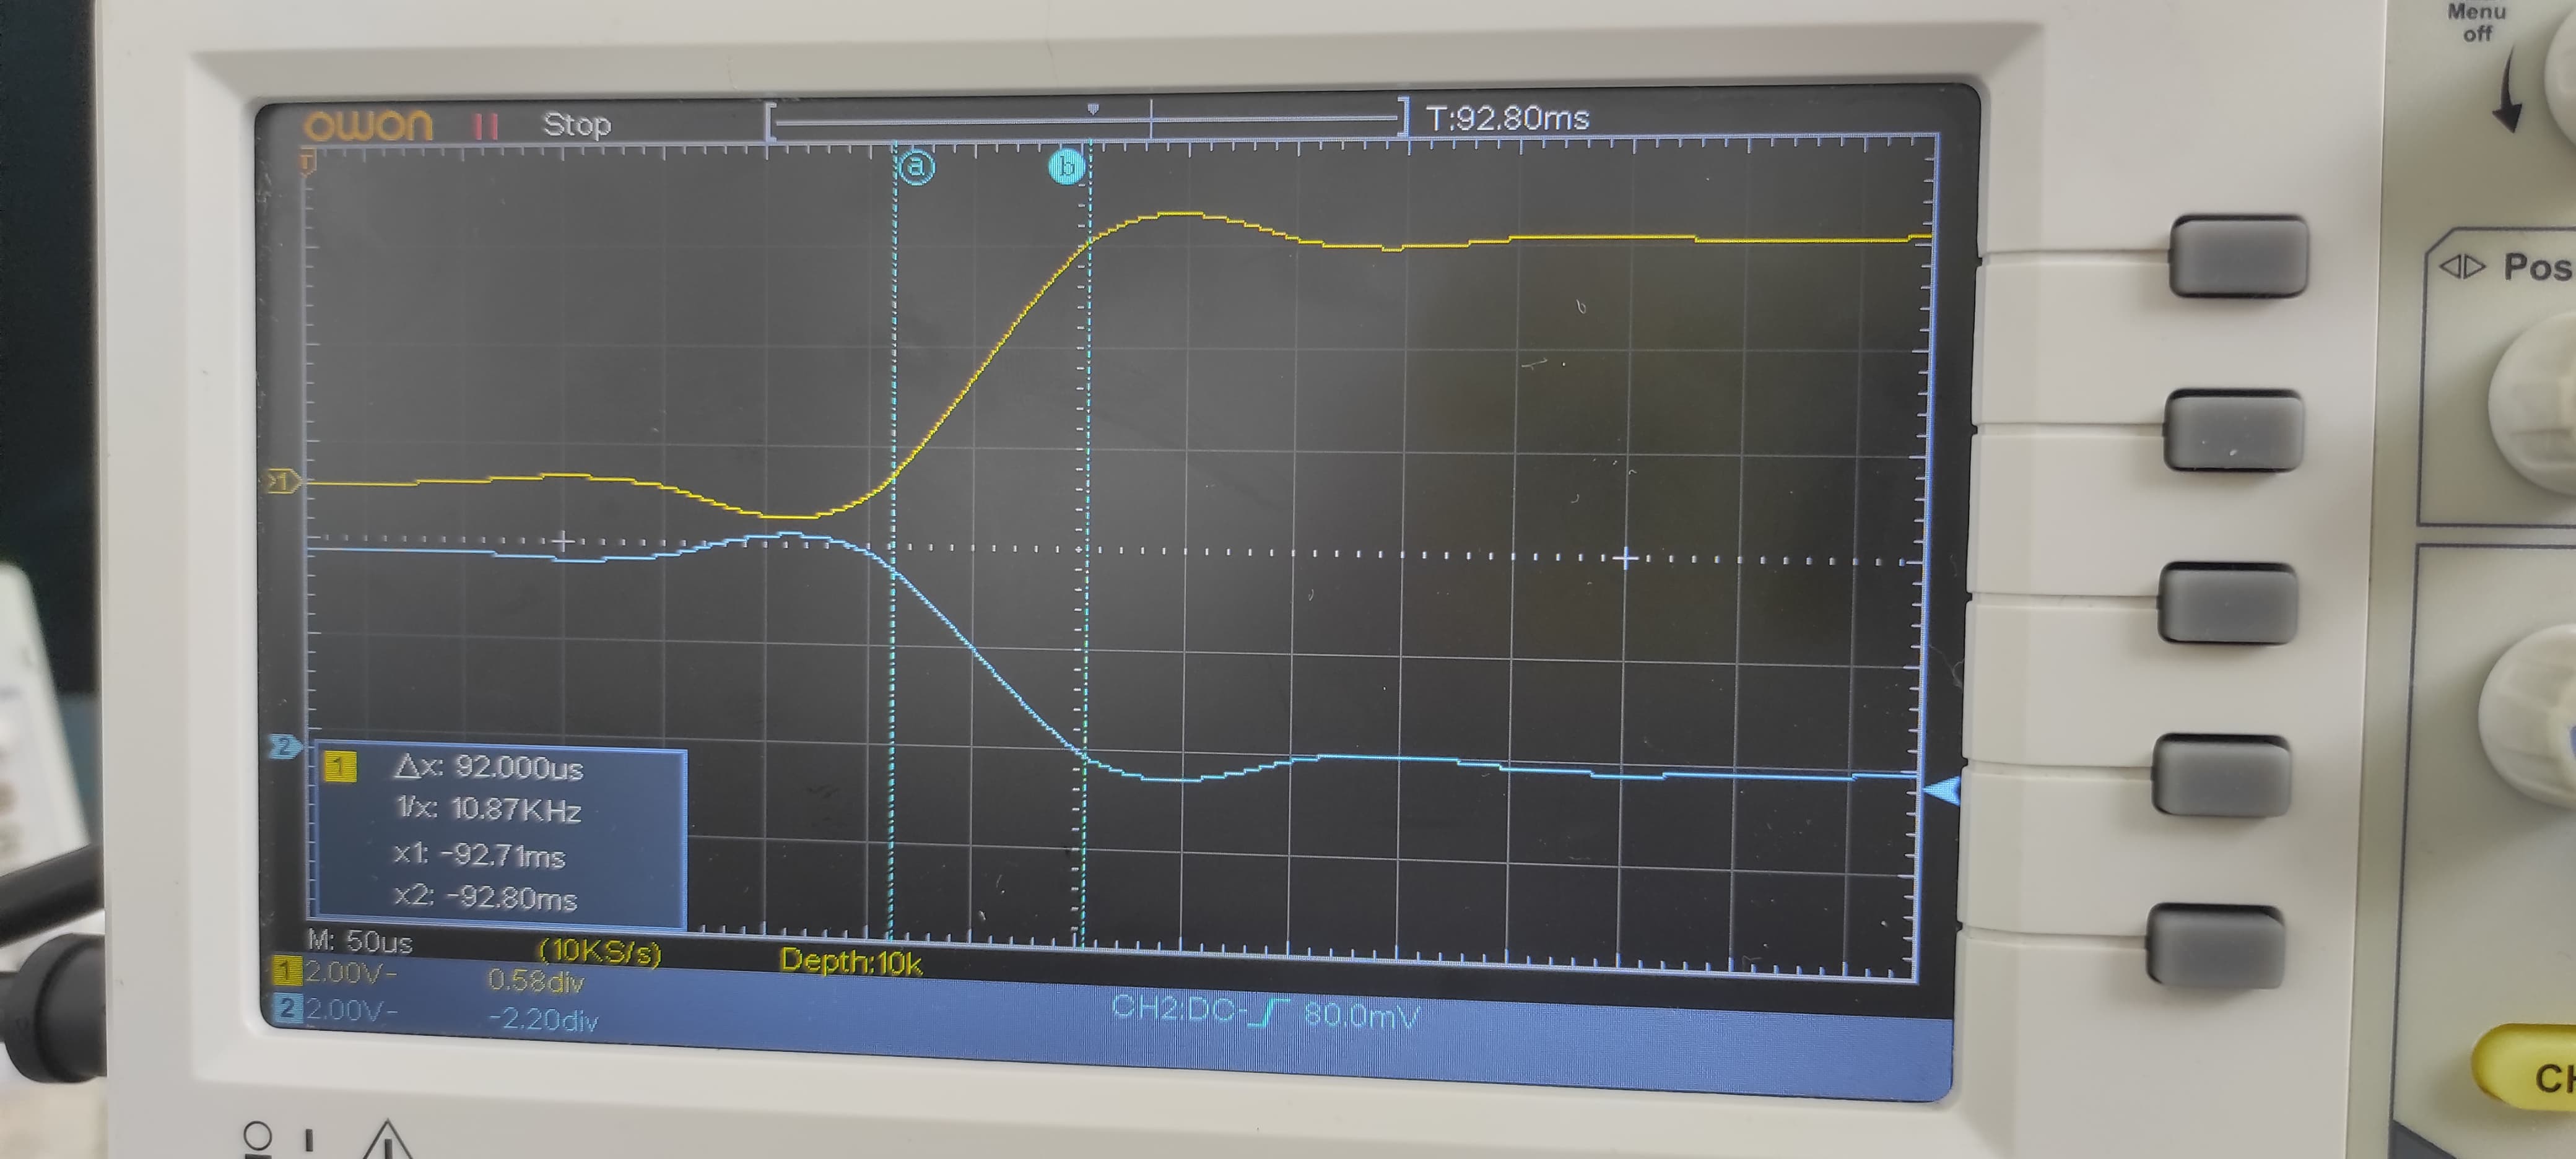 Menu
off
owon Stop T:92.80ms
T
a b
Pos
1
1 Δx: 92.000us
2
1/x: 10.87KHz
x1: -92.71ms
x2: -92.80ms
M: 50us (10KS/s) Depth:10k
1 2.00V- 0.58div
2 2.00V- -2.20div CH2:DC- 80.0mV
CH